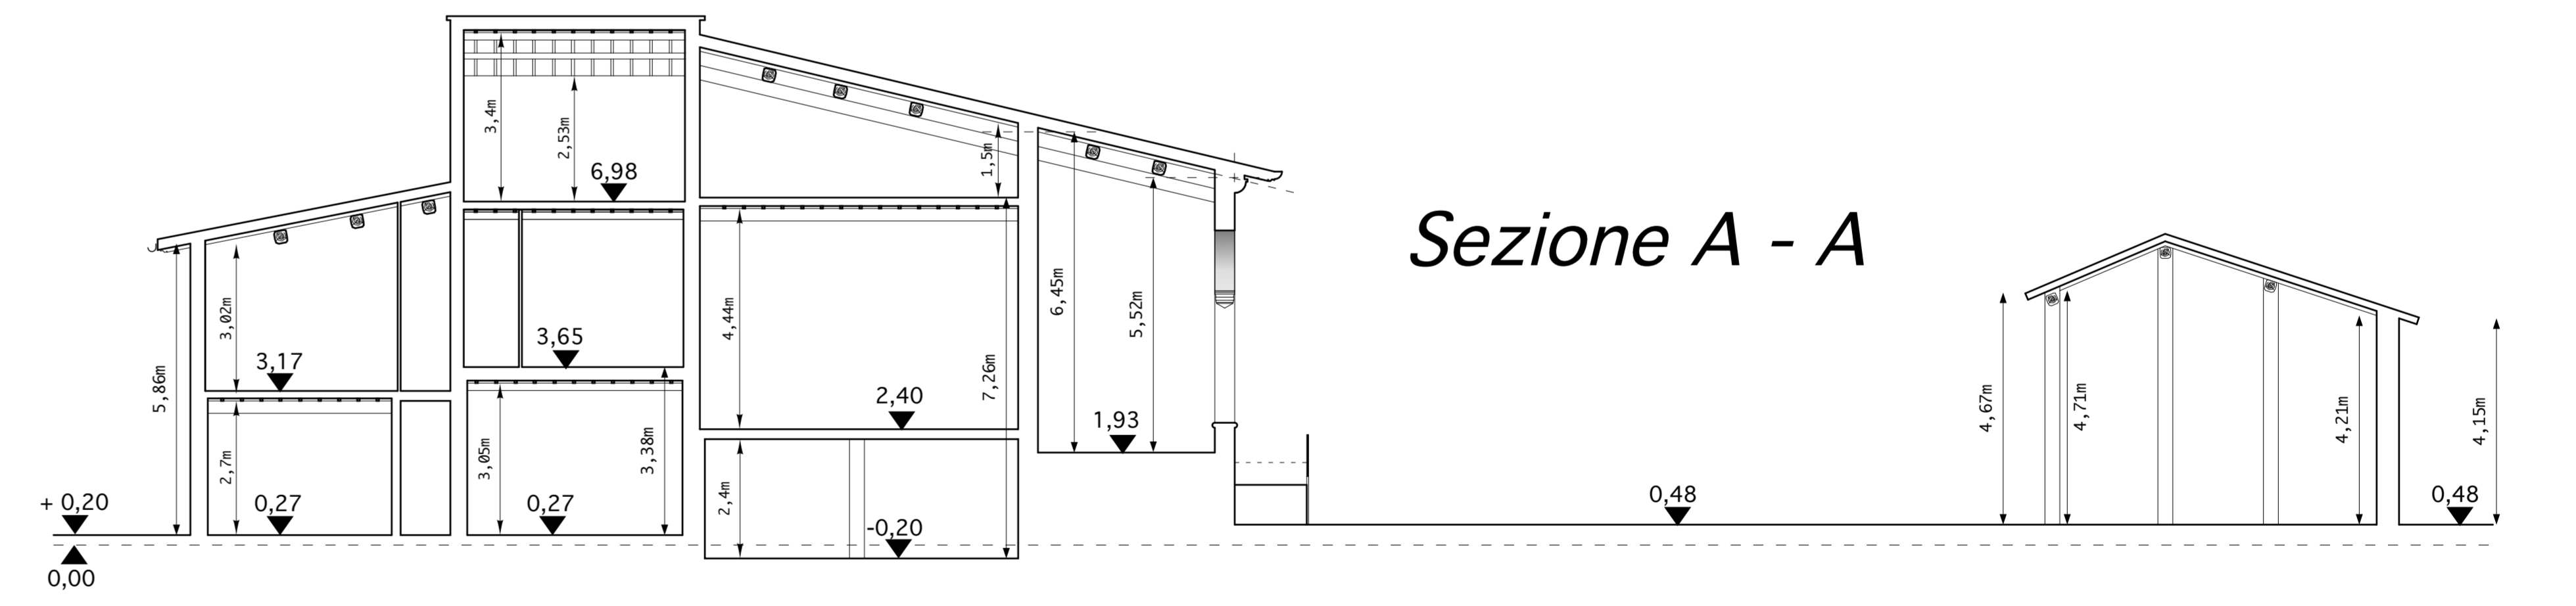 3,4m
2,53m
6,98
1,5m
Sezione A - A
3,02m
4,44m
6,45m
5,52m
3,17
3,65
7,26m
2,40
1,93
5,86m
4,67m
4,71m
4,21m
4,15m
2,7m
3,05m
3,38m
2,4m
+ 0,20
0,27
0,27
-0,20
0,48
0,48
0,00